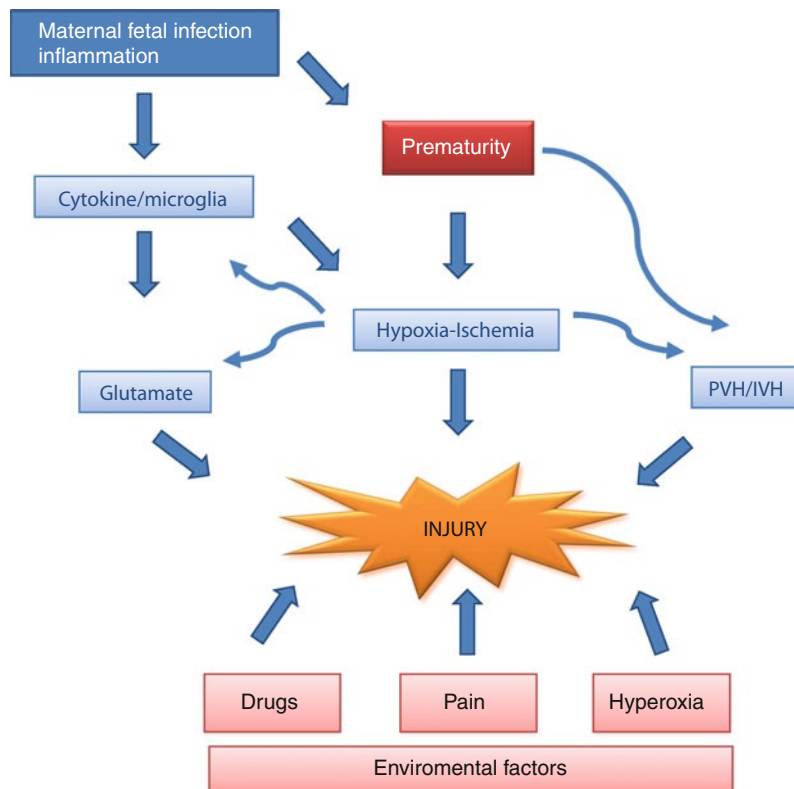 Maternal fetal infection
inflammation
Prematurity
Cytokine/microglia
Hypoxia-Ischemia
Glutamate
PVH/IVH
INJURY
Drugs
Pain
Hyperoxia
Enviromental factors